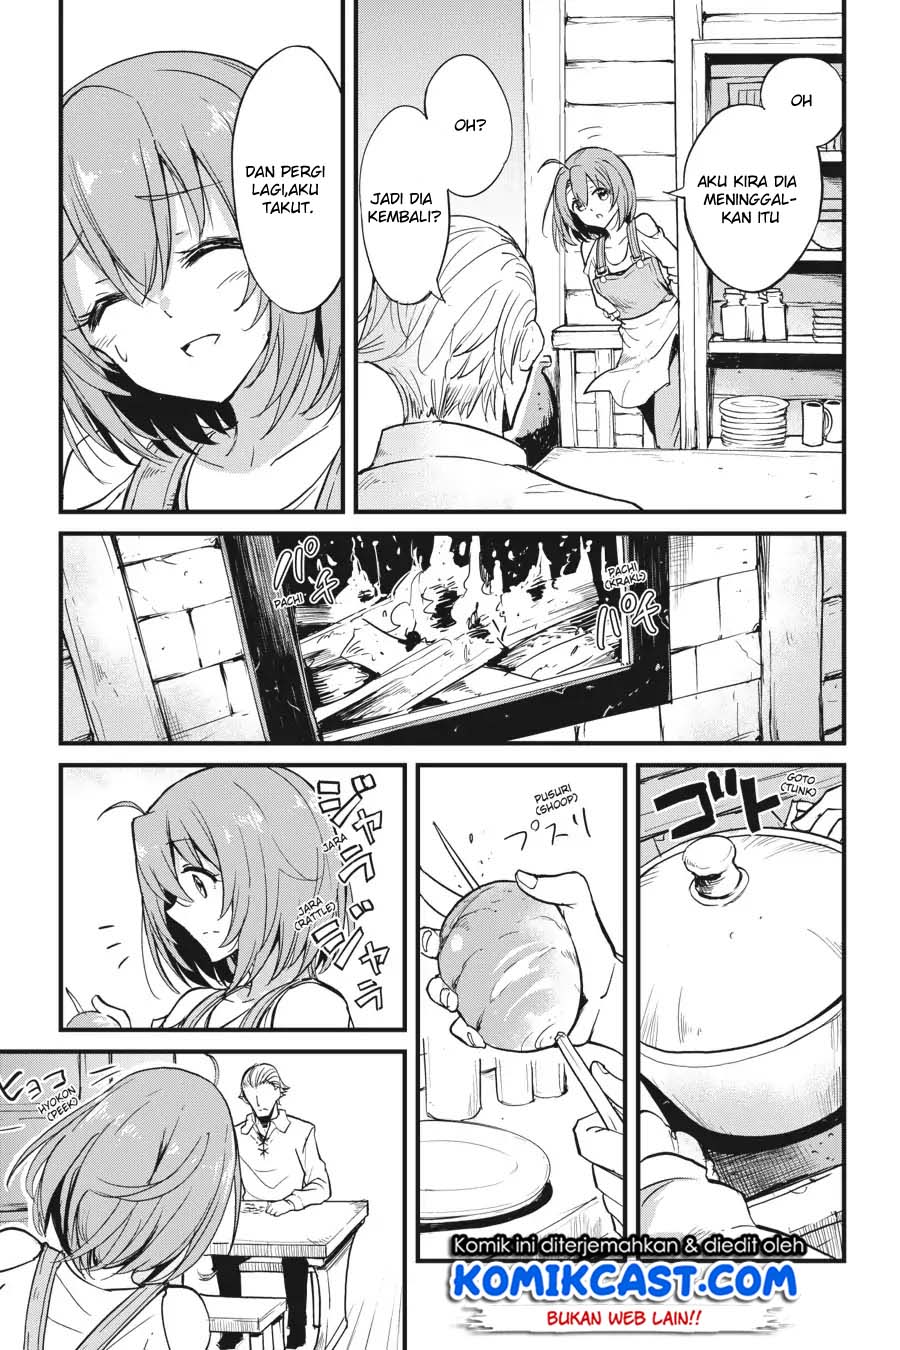 OH
AKU KIRA DIA
MENINGGAL-
KAN ITU
OH?
JADI DIA
KEMBALI?
DAN PERGI
LAGI,AKU
TAKUT.
PACHI
(KRAKL)
パチ
パチ
PACHI
GOTO
(TUNK)
ゴト
PUSURI
(SHOOP)
プスリ
ジャラ
JARA
ジャラ
JARA
(RATTLE)
ヒョコ
HYOKON
(PEEK)
Komik ini diterjemahkan & diedit oleh
KOMIKCAST.COM
BUKAN WEB LAIN!!